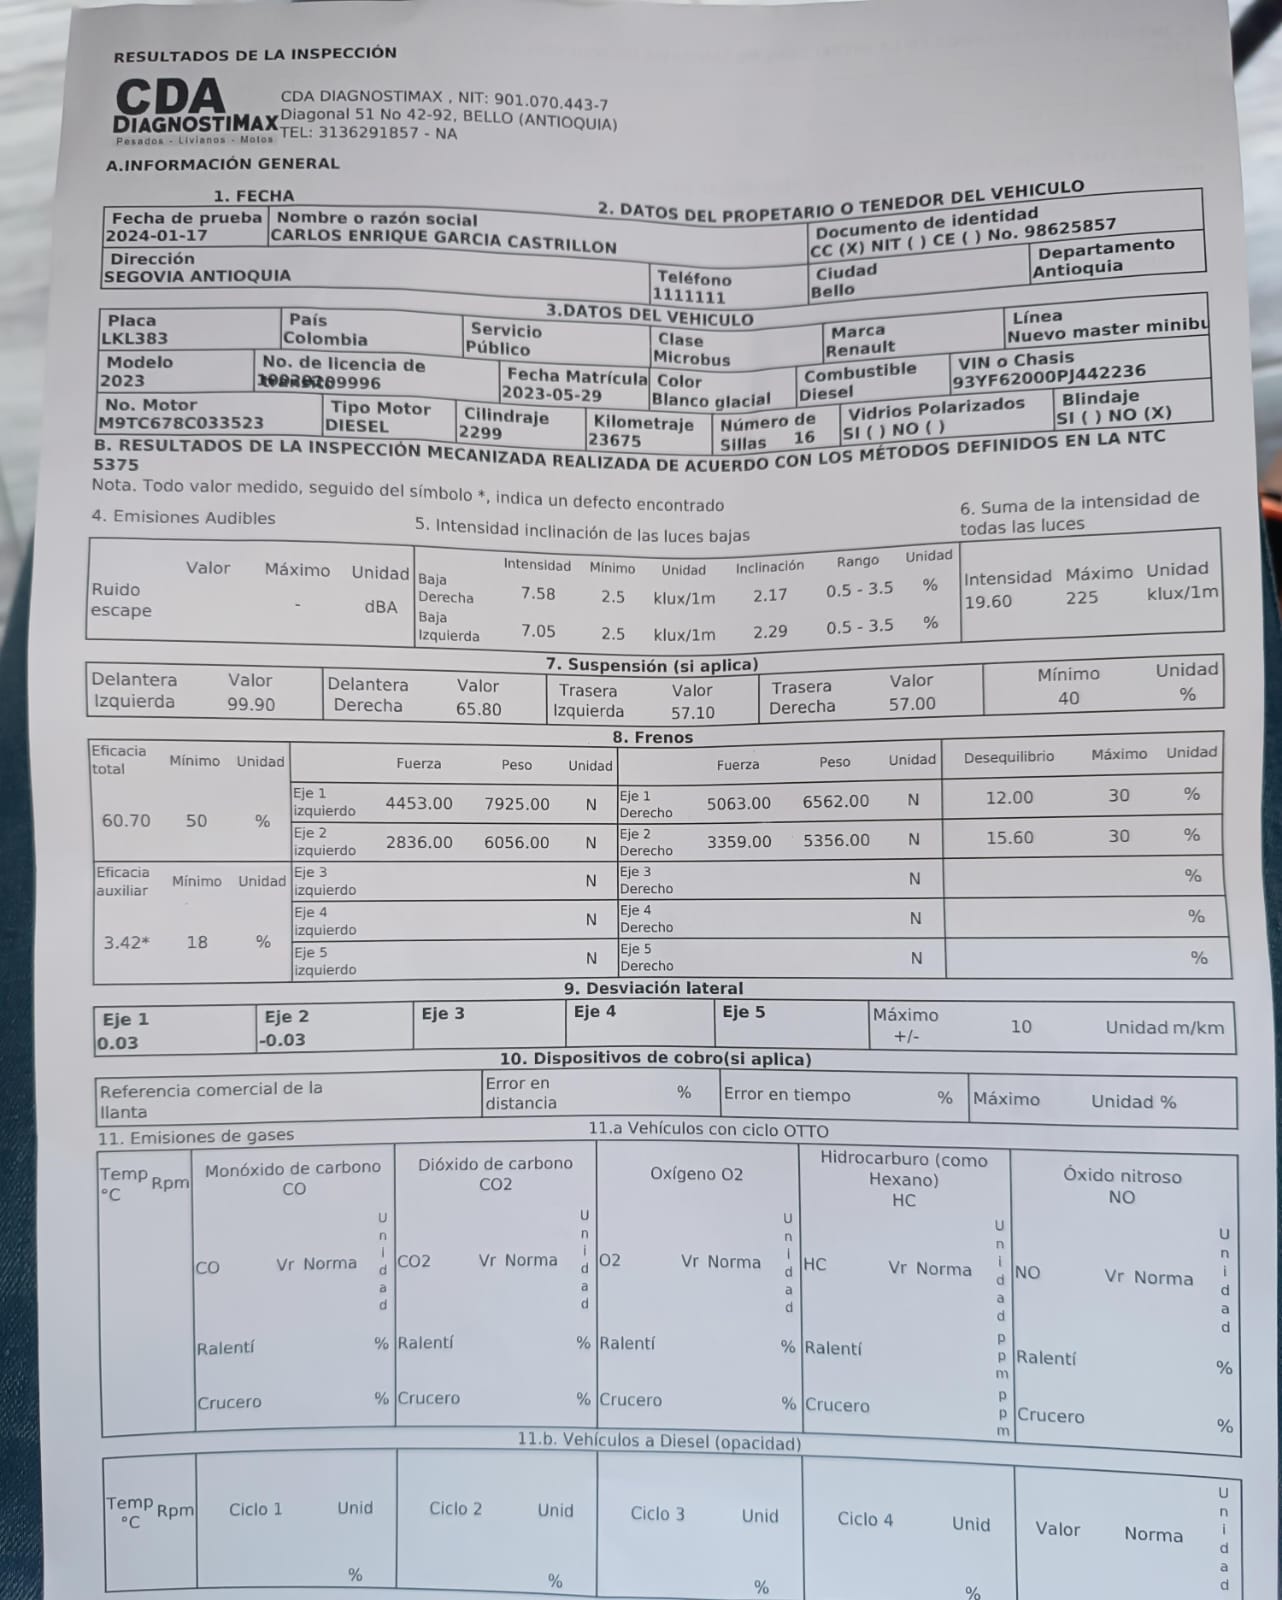 RESULTADOS DE LA INSPECCIÓN
CDA
DIAGNOSTIMAX
Pesados - Livianos - Motos
CDA DIAGNOSTIMAX , NIT: 901.070.443-7
Diagonal 51 No 42-92, BELLO (ANTIOQUIA)
TEL: 3136291857 - NA
A.INFORMACIÓN GENERAL
1. FECHA
2. DATOS DEL PROPETARIO O TENEDOR DEL VEHICULO
Fecha de prueba Nombre o razón social Documento de identidad
2024-01-17 CARLOS ENRIQUE GARCIA CASTRILLON CC (X) NIT ( ) CE ( ) No. 98625857
Dirección Teléfono Ciudad Departamento
SEGOVIA ANTIOQUIA 1111111 Bello Antioquia
3.DATOS DEL VEHICULO
Placa País Servicio Clase Marca Línea
LKL383 Colombia Público Microbus Renault Nuevo master minibu
Modelo No. de licencia de Fecha Matrícula Color Combustible VIN o Chasis
2023 2023-05-29 Blanco glacial Diesel 93YF62000PJ442236
No. Motor Tipo Motor Cilindraje Kilometraje Número de Vidrios Polarizados Blindaje
M9TC678C033523 DIESEL 2299 23675 Sillas 16 SI ( ) NO ( ) SI ( ) NO (X)
B. RESULTADOS DE LA INSPECCIÓN MECANIZADA REALIZADA DE ACUERDO CON LOS MÉTODOS DEFINIDOS EN LA NTC
5375
Nota. Todo valor medido, seguido del símbolo *, indica un defecto encontrado
4. Emisiones Audibles
5. Intensidad inclinación de las luces bajas
6. Suma de la intensidad de
todas las luces
Valor Máximo Unidad
Ruido
escape - dBA
Intensidad Mínimo Unidad Inclinación Rango Unidad
Baja
Derecha 7.58 2.5 klux/1m 2.17 0.5 - 3.5 %
Baja
Izquierda 7.05 2.5 klux/1m 2.29 0.5 - 3.5 %
Intensidad Máximo Unidad
19.60 225 klux/1m
7. Suspensión (si aplica)
Delantera Valor Delantera Valor Trasera Valor Trasera Valor Mínimo Unidad
Izquierda 99.90 Derecha 65.80 Izquierda 57.10 Derecha 57.00 40 %
8. Frenos
Eficacia
total Mínimo Unidad
60.70 50 %
Eficacia
auxiliar Mínimo Unidad
3.42* 18 %
Fuerza Peso Unidad Fuerza Peso Unidad Desequilibrio Máximo Unidad
Eje 1 Eje 1
izquierdo 4453.00 7925.00 N Derecho 5063.00 6562.00 N 12.00 30 %
Eje 2 Eje 2
izquierdo 2836.00 6056.00 N Derecho 3359.00 5356.00 N 15.60 30 %
Eje 3 Eje 3
izquierdo N Derecho N %
Eje 4 Eje 4
izquierdo N Derecho N %
Eje 5 Eje 5
izquierdo N Derecho N %
9. Desviación lateral
Eje 1 Eje 2 Eje 3 Eje 4 Eje 5 Máximo
0.03 -0.03 +/- 10 Unidad m/km
10. Dispositivos de cobro(si aplica)
Referencia comercial de la Error en
llanta distancia % Error en tiempo % Máximo Unidad %
11. Emisiones de gases
11.a Vehículos con ciclo OTTO
Temp Rpm
°C
Monóxido de carbono
CO
Unidad
CO Vr Norma
Ralentí %
Crucero %
Dióxido de carbono
CO2
Unidad
CO2 Vr Norma
Ralentí %
Crucero %
Oxígeno O2
Unidad
O2 Vr Norma
Ralentí %
Crucero %
Hidrocarburo (como
Hexano)
HC
Unidad
HC Vr Norma
Ralentí ppm
Crucero ppm
Óxido nitroso
NO
Unidad
NO Vr Norma
Ralentí %
Crucero %
11.b. Vehículos a Diesel (opacidad)
Temp Rpm Ciclo 1 Unid Ciclo 2 Unid Ciclo 3 Unid Ciclo 4 Unid Valor Norma Unidad
°C
% % % %